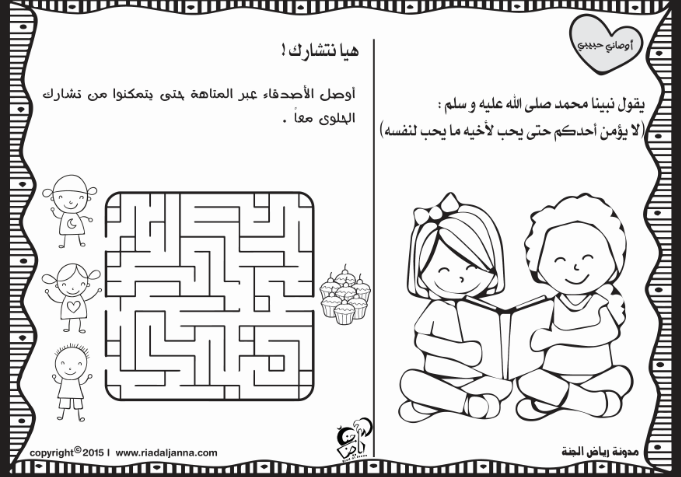 أوصاني حبيبي
يقول نبينا محمد صلى الله عليه و سلم :
(لا يؤمن أحدكم حتى يحب لأخيه ما يحب لنفسه)
مدونة رياض الجنة
هيا نتشارك !
أوصل الأصدقاء عبر المتاهة حتى يتمكنوا من تشارك
الحلوى معاً .
copyright©2015 | www.riadaljanna.com